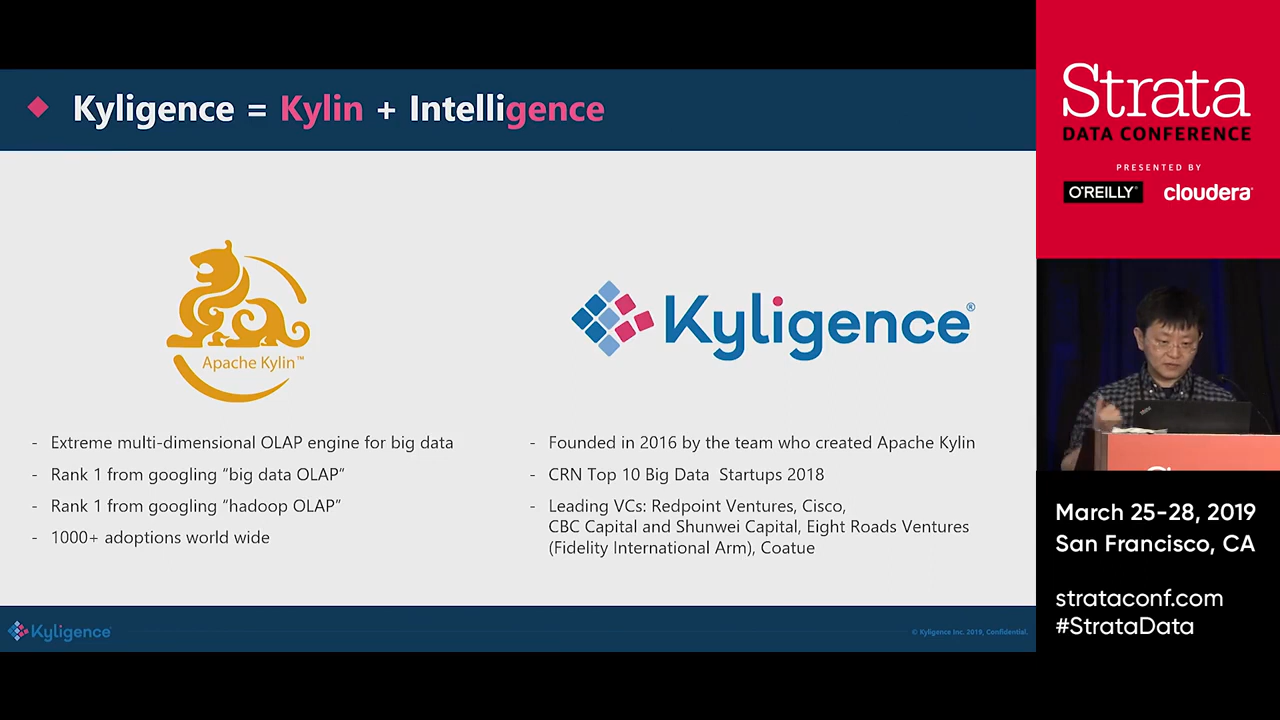 Kyligence = Kylin + Intelligence
Apache Kylin™
- Extreme multi-dimensional OLAP engine for big data
- Rank 1 from googling “big data OLAP”
- Rank 1 from googling “hadoop OLAP”
- 1000+ adoptions world wide
Kyligence®
- Founded in 2016 by the team who created Apache Kylin
- CRN Top 10 Big Data  Startups 2018
- Leading VCs: Redpoint Ventures, Cisco,
CBC Capital and Shunwei Capital, Eight Roads Ventures
(Fidelity International Arm), Coatue
Kyligence
© Kyligence Inc. 2019, Confidential.
Strata
DATA CONFERENCE
PRESENTED BY
O'REILLY®
cloudera®
March 25-28, 2019
San Francisco, CA
strataconf.com
#StrataData